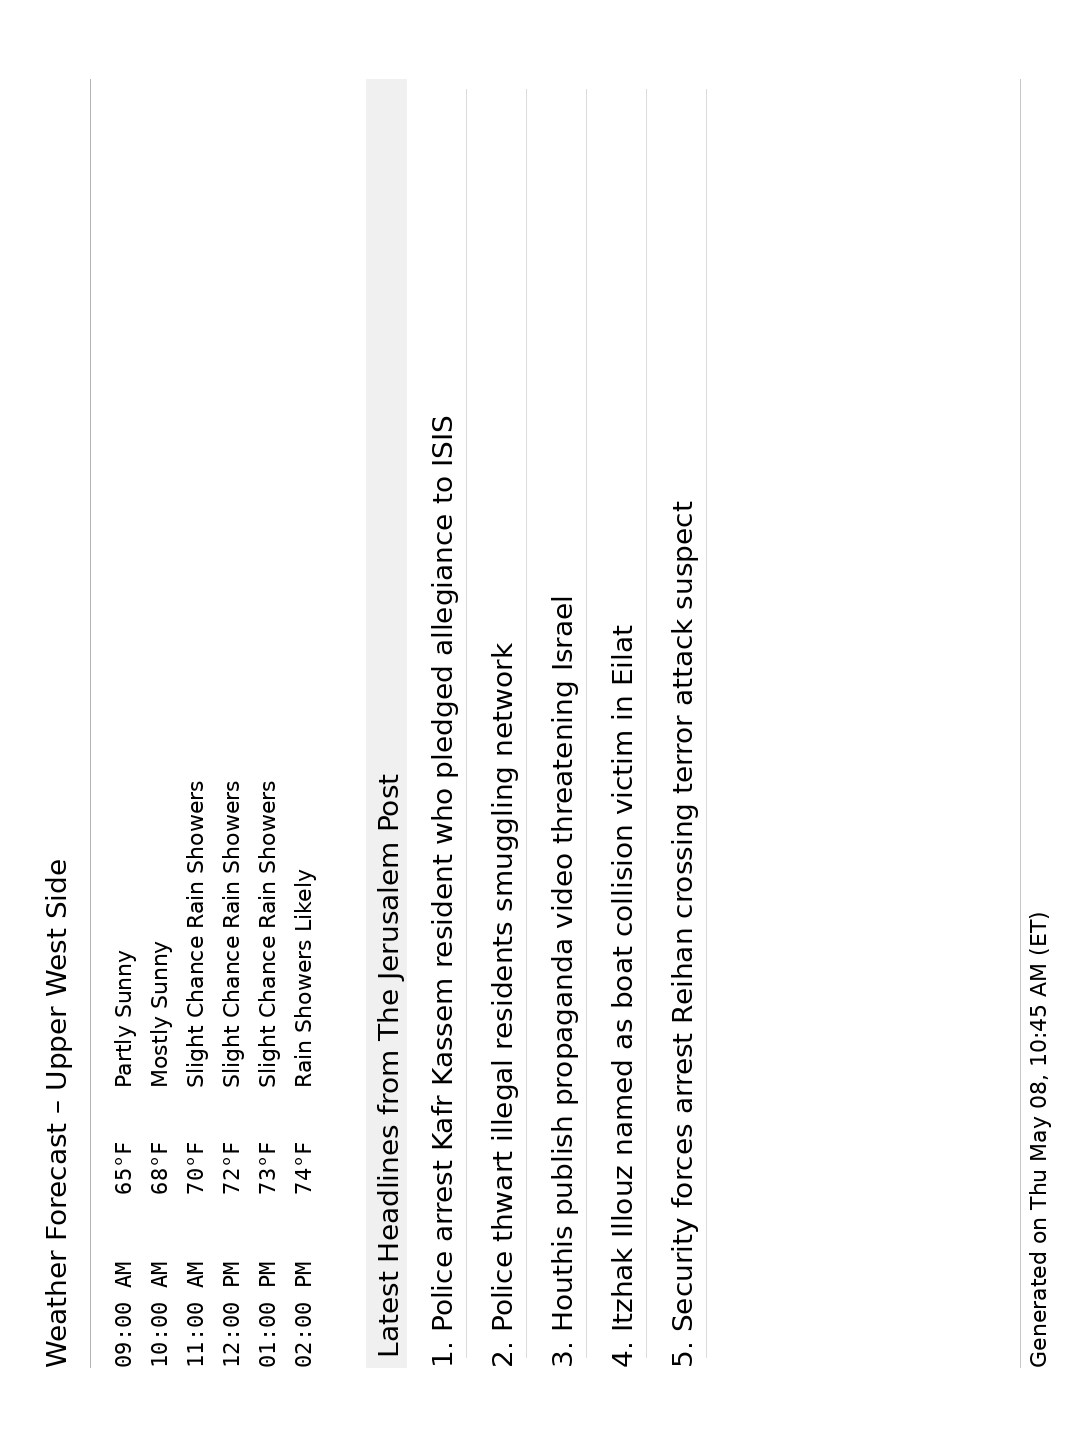 Weather Forecast – Upper West Side
09:00 AM 65°F Partly Sunny
10:00 AM 68°F Mostly Sunny
11:00 AM 70°F Slight Chance Rain Showers
12:00 PM 72°F Slight Chance Rain Showers
01:00 PM 73°F Slight Chance Rain Showers
02:00 PM 74°F Rain Showers Likely
Latest Headlines from The Jerusalem Post
1. Police arrest Kafr Kassem resident who pledged allegiance to ISIS
2. Police thwart illegal residents smuggling network
3. Houthis publish propaganda video threatening Israel
4. Itzhak Illouz named as boat collision victim in Eilat
5. Security forces arrest Reihan crossing terror attack suspect
Generated on Thu May 08, 10:45 AM (ET)